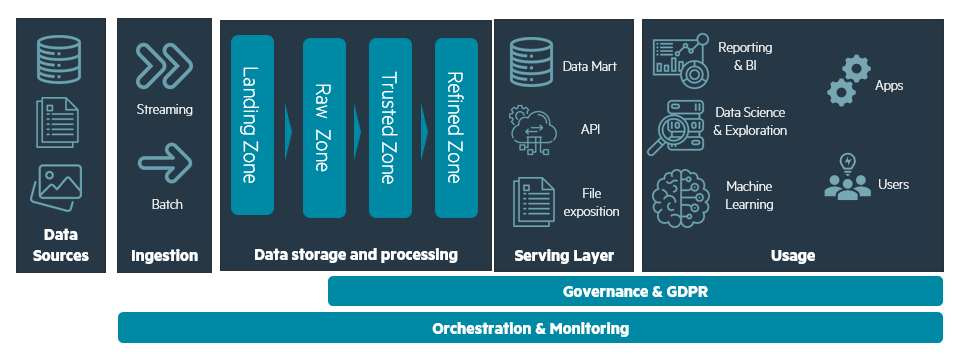 Data
Sources
Streaming
Batch
Ingestion
Landing Zone
Raw Zone
Trusted Zone
Refined Zone
Data storage and processing
Data Mart
API
File
exposition
Serving Layer
Reporting
& BI
Data Science
& Exploration
Machine
Learning
Apps
Users
Usage
Governance & GDPR
Orchestration & Monitoring